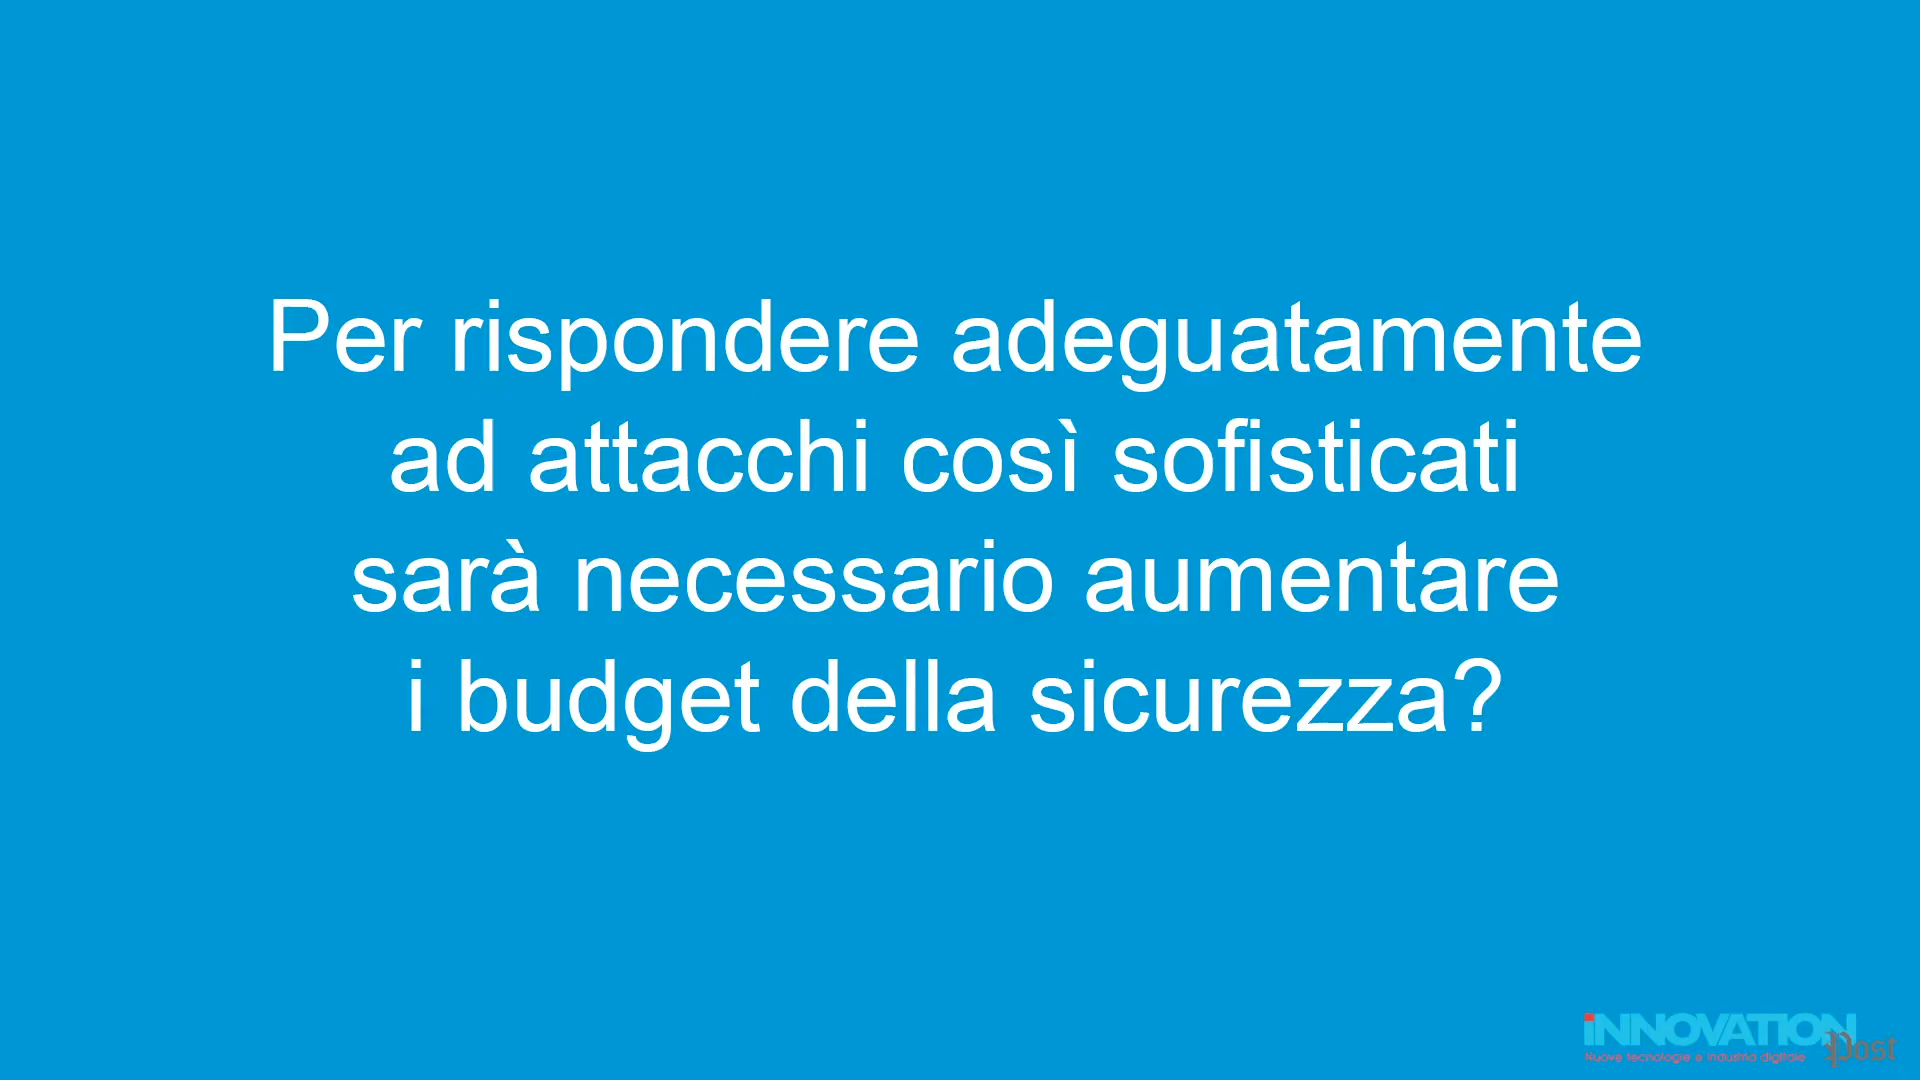 Per rispondere adeguatamente
ad attacchi così sofisticati
sarà necessario aumentare
i budget della sicurezza?
iNNOVATION
Post
Nuove tecnologie e industria digitale